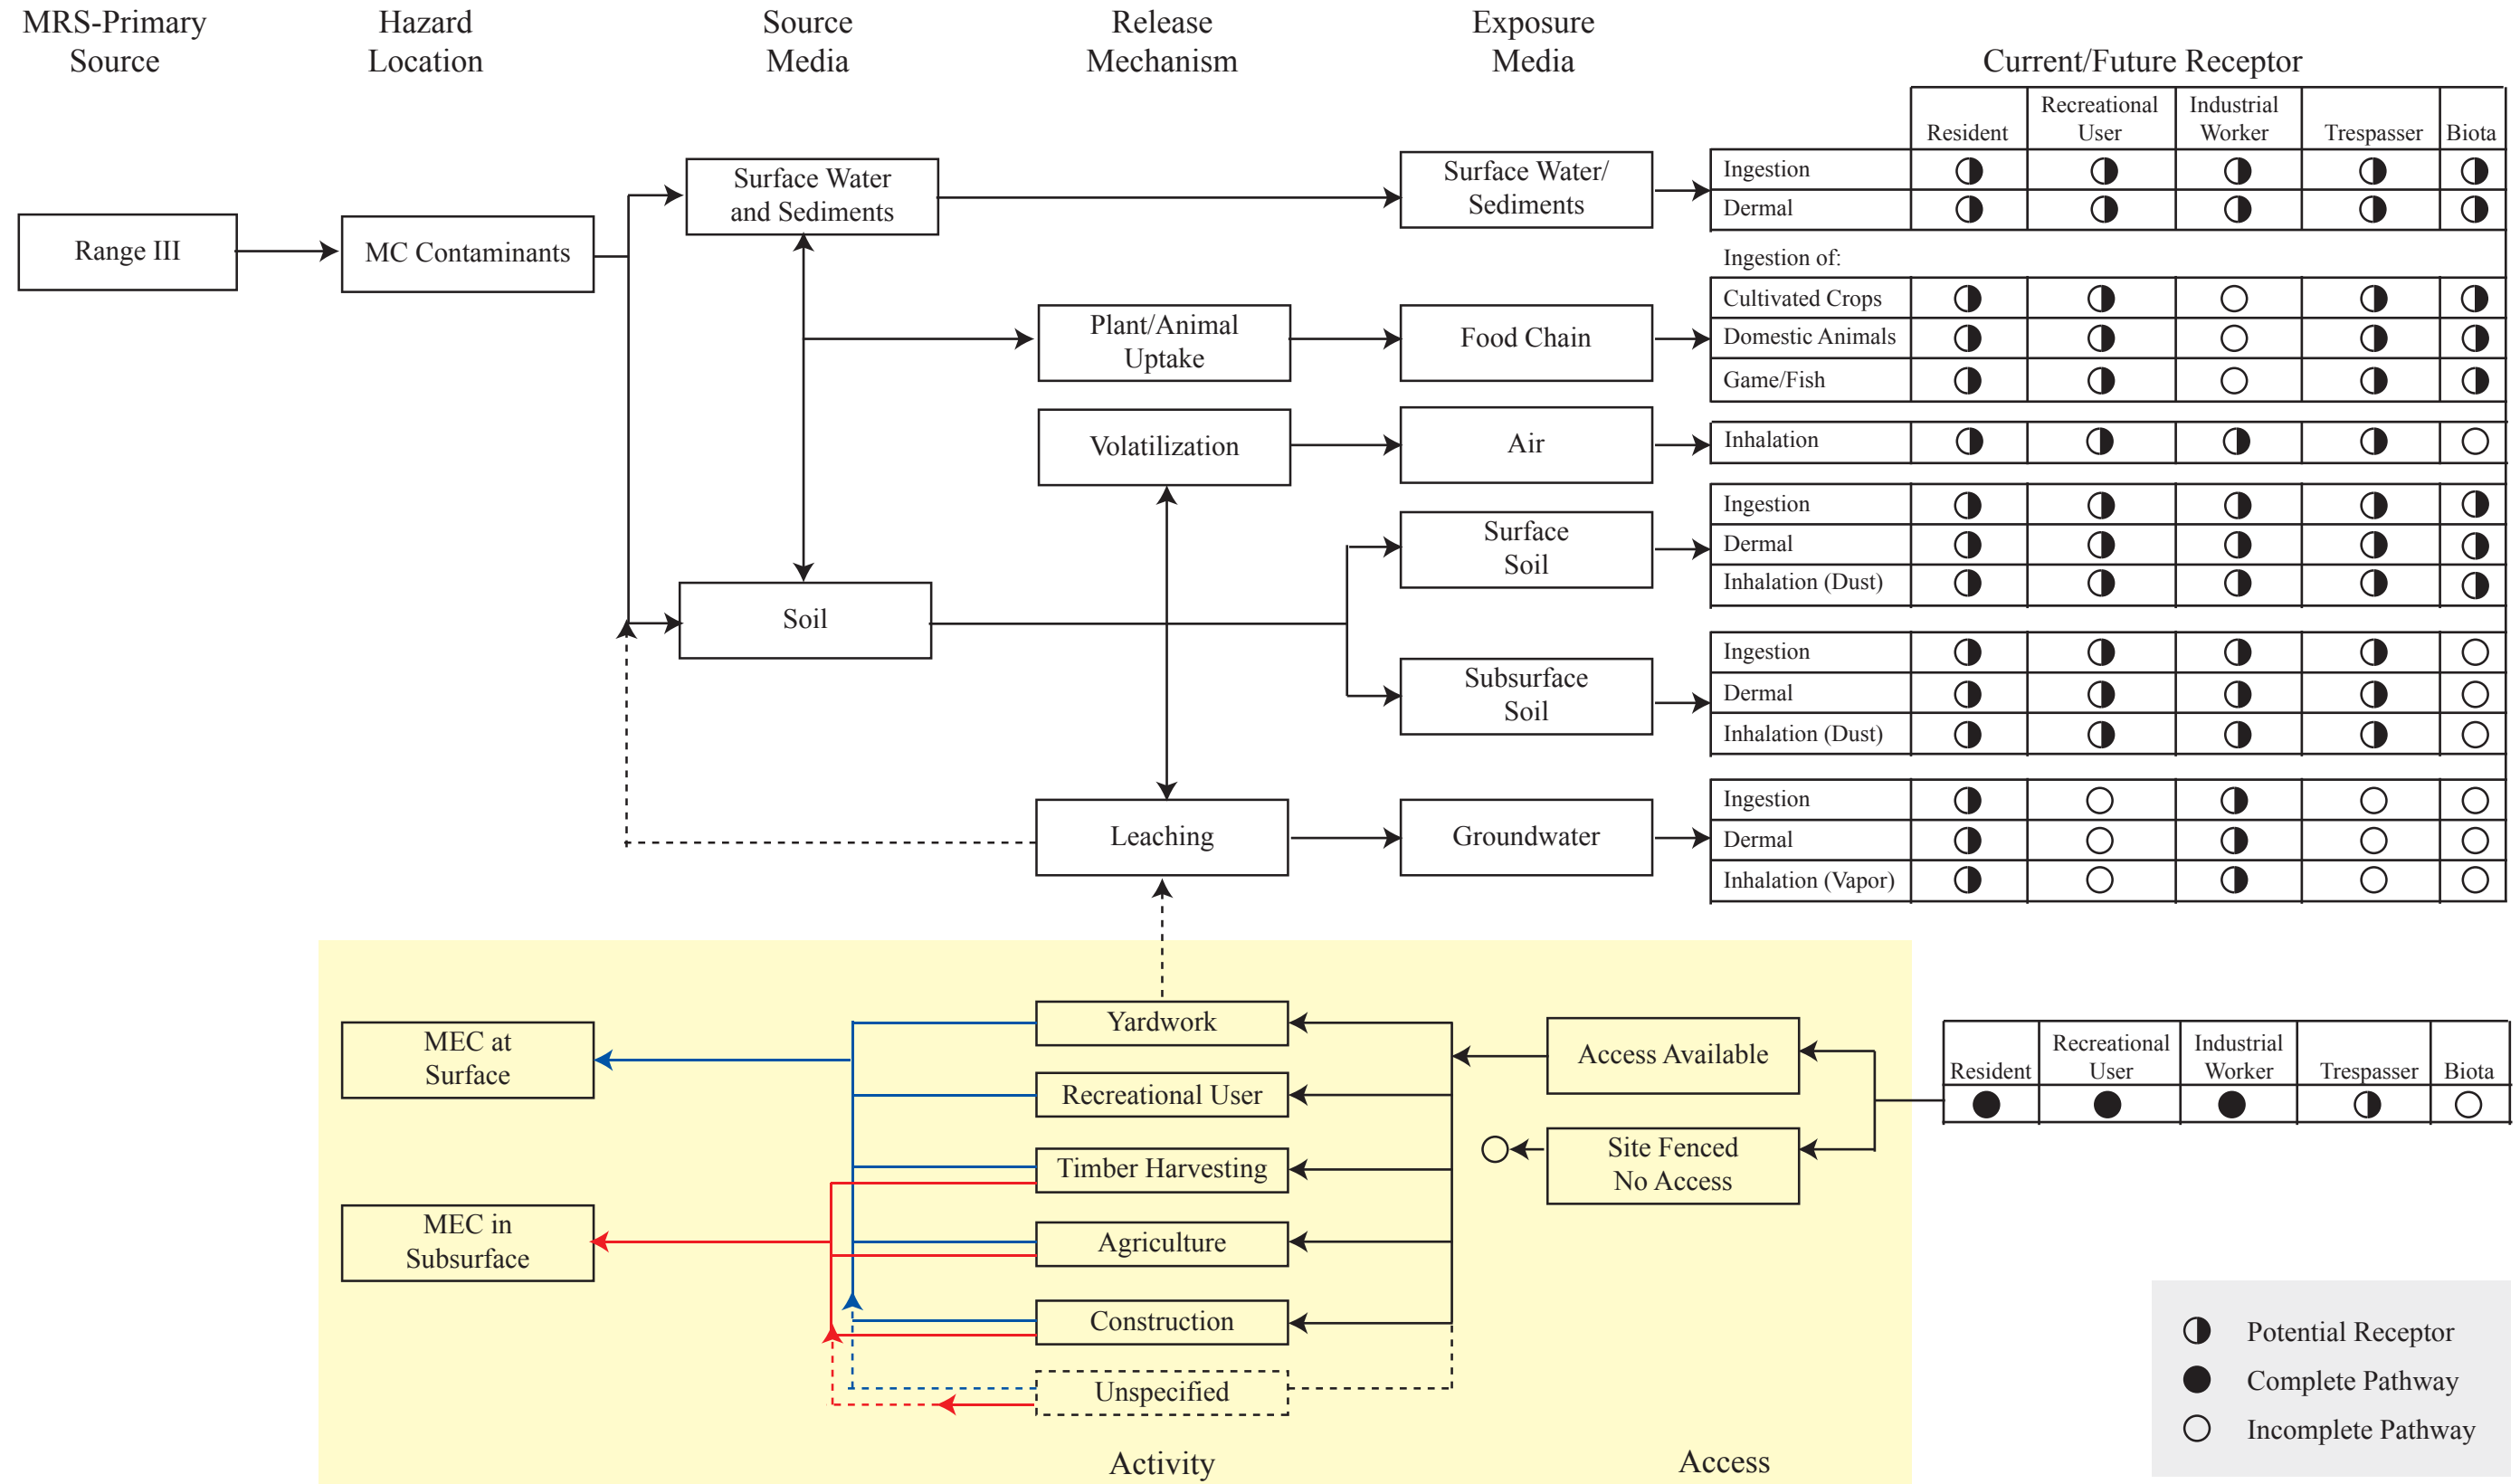 MRS-Primary
Source
Hazard
Location
Source
Media
Release
Mechanism
Exposure
Media
Current/Future Receptor
Resident
Recreational
User
Industrial
Worker
Trespasser
Biota
Range III
MC Contaminants
Surface Water
and Sediments
Surface Water/
Sediments
Ingestion
Dermal
Ingestion of:
Plant/Animal
Uptake
Food Chain
Cultivated Crops
Domestic Animals
Game/Fish
Volatilization
Air
Inhalation
Soil
Surface
Soil
Ingestion
Dermal
Inhalation (Dust)
Subsurface
Soil
Ingestion
Dermal
Inhalation (Dust)
Leaching
Groundwater
Ingestion
Dermal
Inhalation (Vapor)
MEC at
Surface
MEC in
Subsurface
Yardwork
Recreational User
Timber Harvesting
Agriculture
Construction
Unspecified
Activity
Access Available
Site Fenced
No Access
Access
Resident
Recreational
User
Industrial
Worker
Trespasser
Biota
Potential Receptor
Complete Pathway
Incomplete Pathway